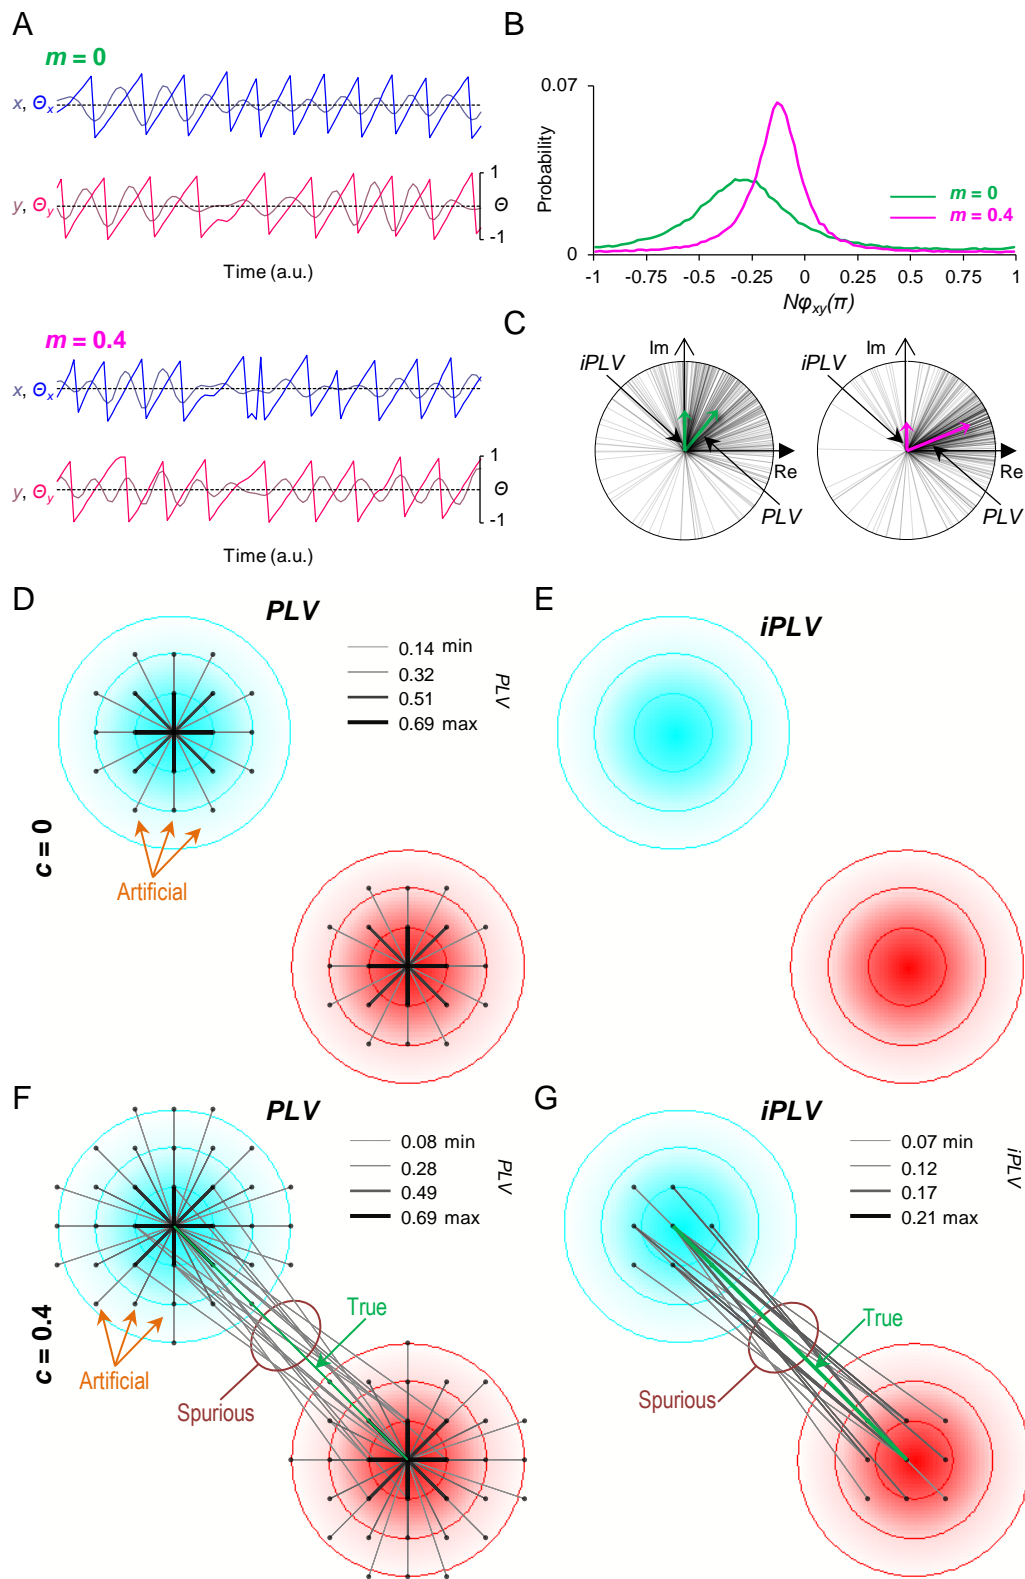 A
m = 0
x, Θx
y, Θy
1
Θ
-1
Time (a.u.)
m = 0.4
x, Θx
y, Θy
1
Θ
-1
Time (a.u.)
B
0.07
Probability
0
m = 0
m = 0.4
-1 -0.75 -0.5 -0.25 0 0.25 0.5 0.75 1
Nφxy(π)
C
Im
iPLV
Re
PLV
Im
iPLV
Re
PLV
D
PLV
0.14 min
0.32
0.51
0.69 max
PLV
c = 0
Artificial
E
iPLV
F
PLV
0.08 min
0.28
0.49
0.69 max
PLV
c = 0.4
Artificial
True
Spurious
G
iPLV
0.07 min
0.12
0.17
0.21 max
iPLV
True
Spurious